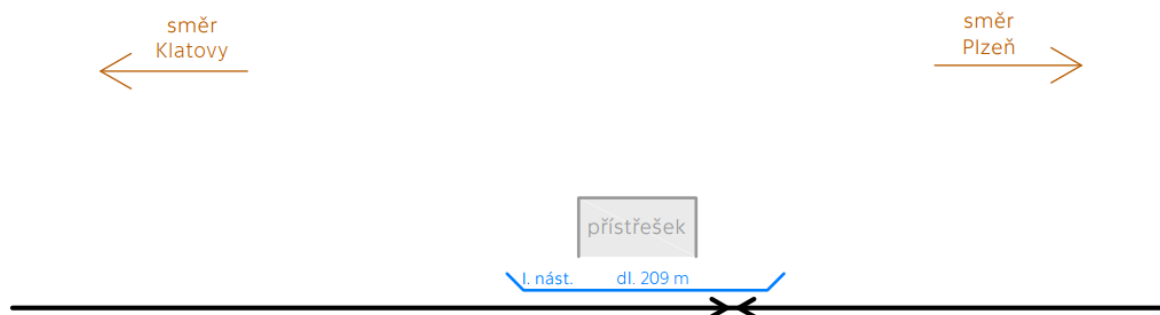 směr
Klatovy
směr
Plzeň
přístřešek
I. nást. dl. 209 m